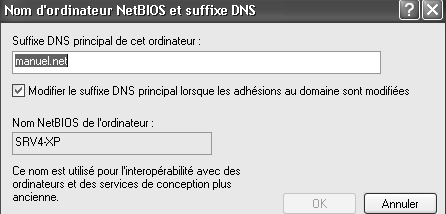 Nom d'ordinateur NetBIOS et suffixe DNS
Suffixe DNS principal de cet ordinateur :
manuel.net
Modifier le suffixe DNS principal lorsque les adhésions au domaine sont modifiées
Nom NetBIOS de l'ordinateur :
SRV4-XP
Ce nom est utilisé pour l'interopérabilité avec des
ordinateurs et des services de conception plus
ancienne.
OK
Annuler